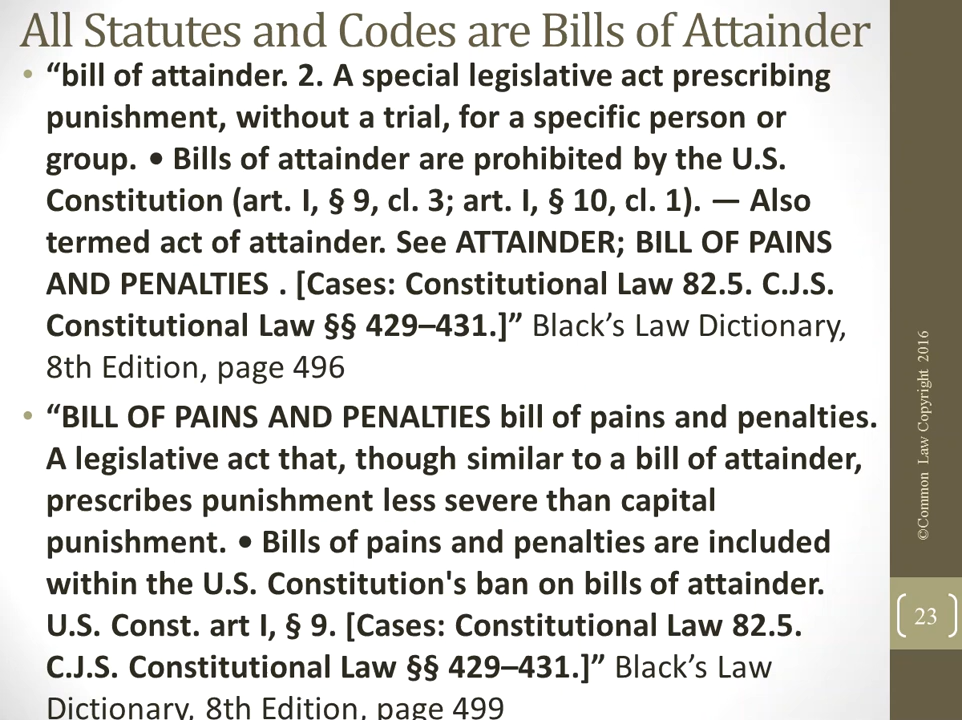 All Statutes and Codes are Bills of Attainder
• “bill of attainder. 2. A special legislative act prescribing
punishment, without a trial, for a specific person or
group. • Bills of attainder are prohibited by the U.S.
Constitution (art. I, § 9, cl. 3; art. I, § 10, cl. 1). — Also
termed act of attainder. See ATTAINDER; BILL OF PAINS
AND PENALTIES . [Cases: Constitutional Law 82.5. C.J.S.
Constitutional Law §§ 429–431.]” Black’s Law Dictionary,
8th Edition, page 496
• “BILL OF PAINS AND PENALTIES bill of pains and penalties.
A legislative act that, though similar to a bill of attainder,
prescribes punishment less severe than capital
punishment. • Bills of pains and penalties are included
within the U.S. Constitution's ban on bills of attainder.
U.S. Const. art I, § 9. [Cases: Constitutional Law 82.5.
C.J.S. Constitutional Law §§ 429–431.]” Black’s Law
Dictionary, 8th Edition, page 499
©Common Law Copyright 2016
23